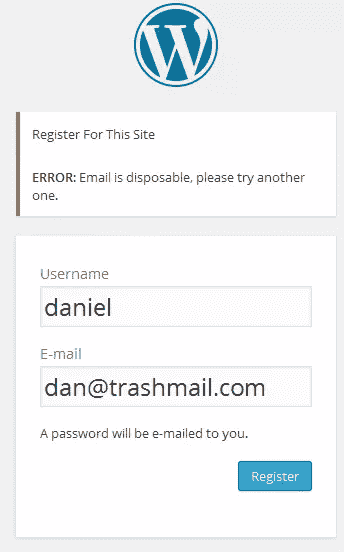 Register For This Site
ERROR: Email is disposable, please try another
one.
Username
daniel
E-mail
dan@trashmail.com
A password will be e-mailed to you.
Register